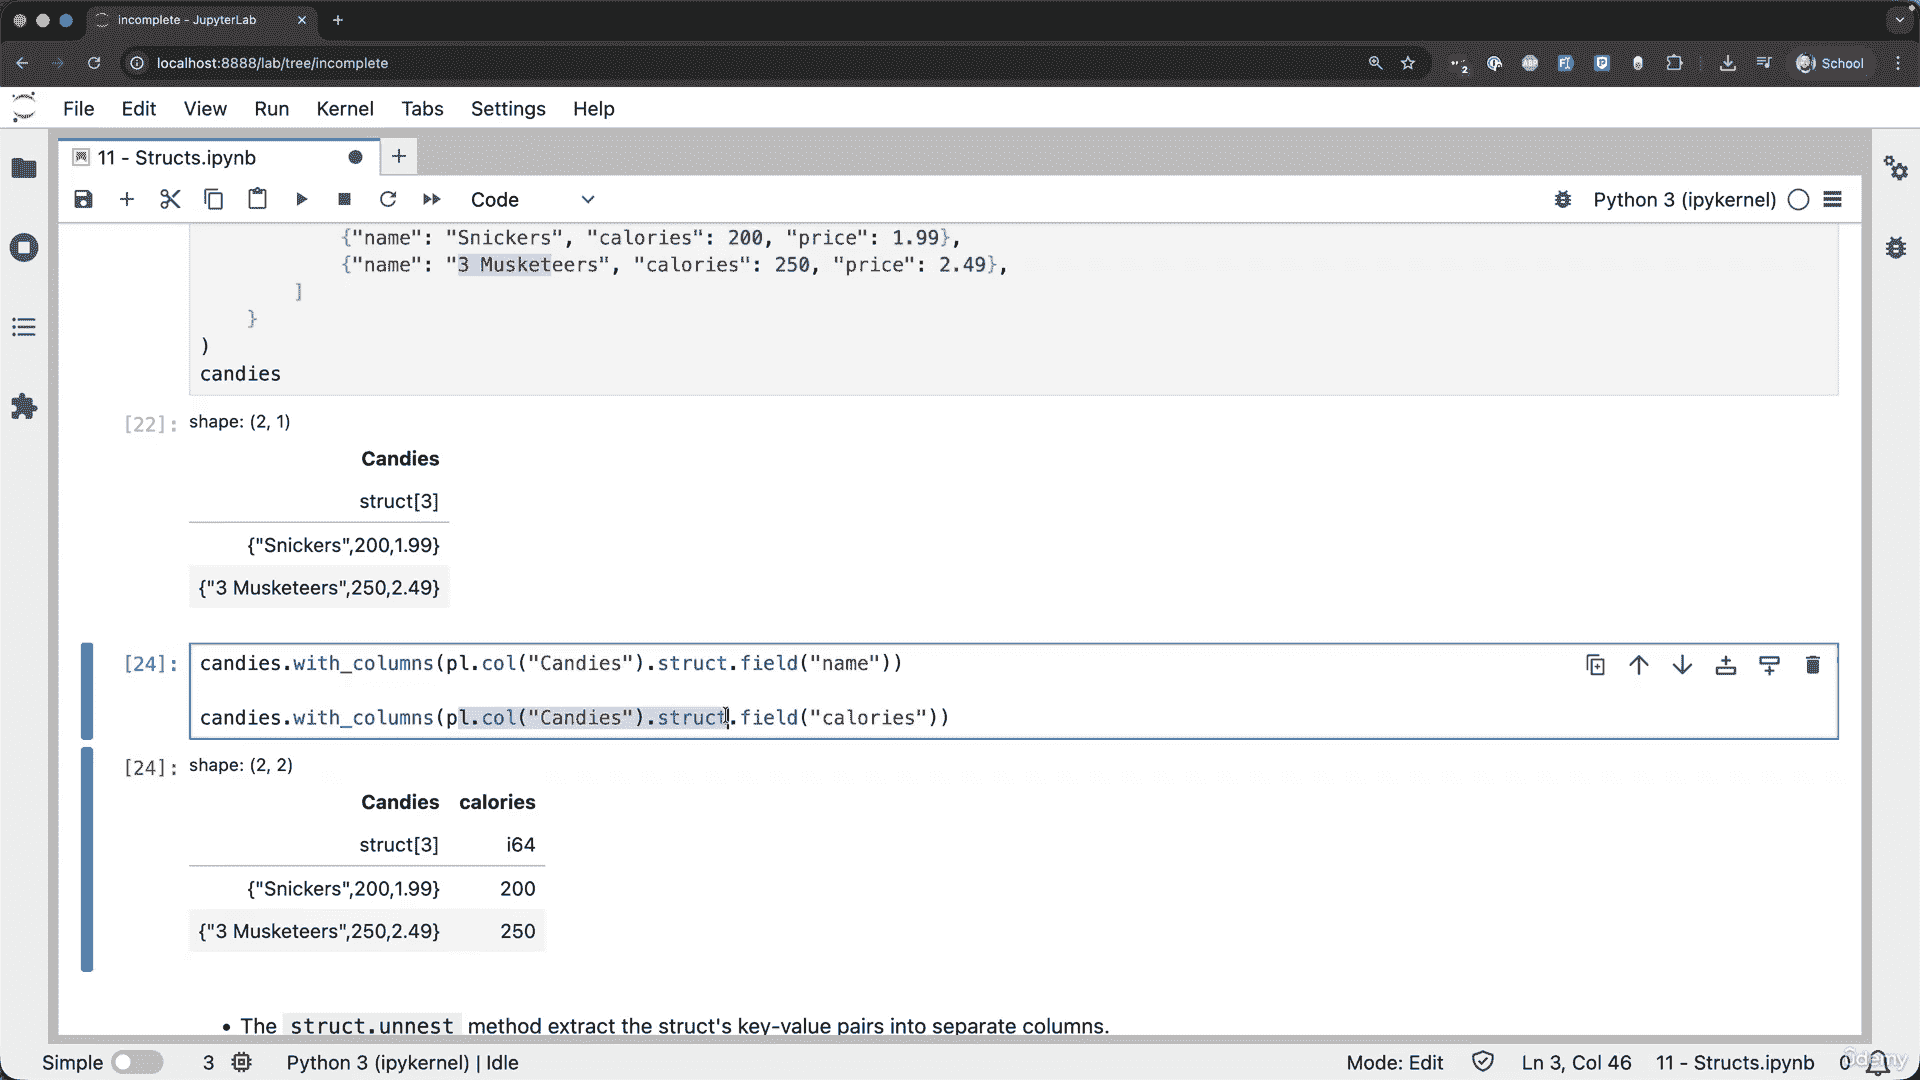 incomplete - JupyterLab
localhost:8888/lab/tree/incomplete
2
School
File Edit View Run Kernel Tabs Settings Help
11 - Structs.ipynb
Code
Python 3 (ipykernel)
{"name": "Snickers", "calories": 200, "price": 1.99},
{"name": "3 Musketeers", "calories": 250, "price": 2.49},
]
}
)
candies
[22]: shape: (2, 1)
Candies
struct[3]
{"Snickers",200,1.99}
{"3 Musketeers",250,2.49}
[24]: candies.with_columns(pl.col("Candies").struct.field("name"))
candies.with_columns(pl.col("Candies").struct.field("calories"))
[24]: shape: (2, 2)
Candies calories
struct[3] i64
{"Snickers",200,1.99} 200
{"3 Musketeers",250,2.49} 250
• The struct.unnest method extract the struct's key-value pairs into separate columns.
Simple 3 Python 3 (ipykernel) | Idle Mode: Edit Ln 3, Col 46 11 - Structs.ipynb 0
udemy